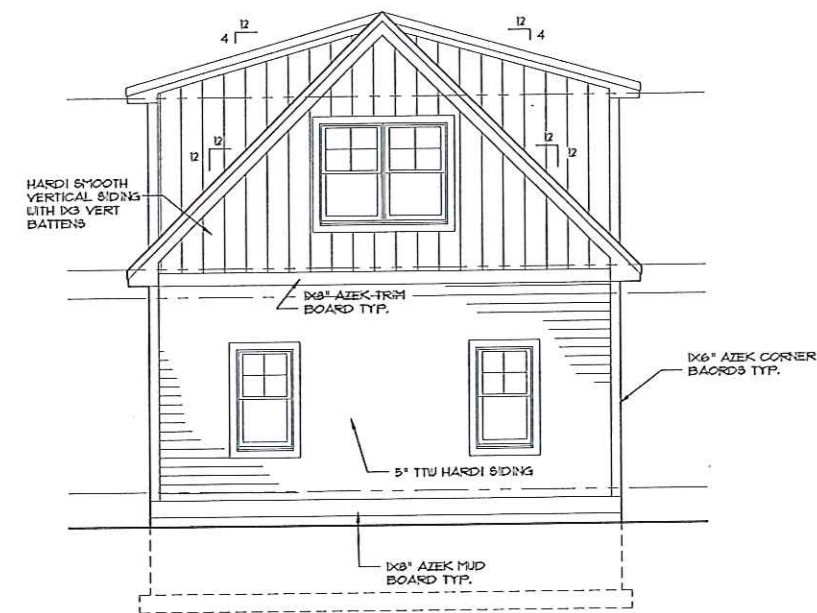 12
4
12
4
12
12
12
12
HARDI SMOOTH
VERTICAL SIDING
WITH 1X3 VERT
BATTENS
1X8" AZEK TRIM
BOARD TYP.
1X6" AZEK CORNER
BAORDS TYP.
5" TTW HARDI SIDING
1X8" AZEK MUD
BOARD TYP.